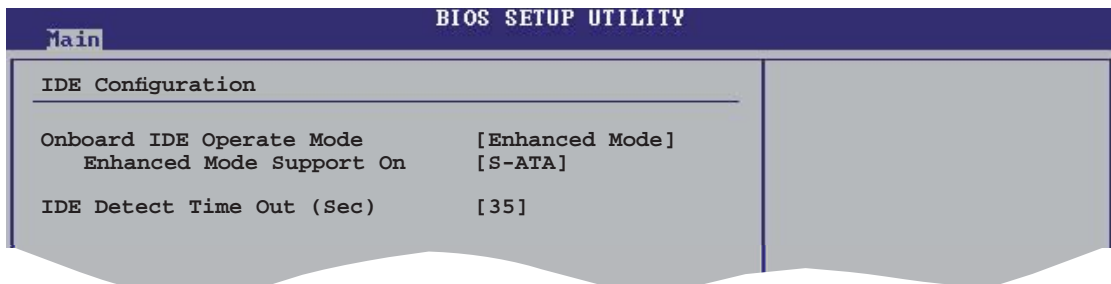 BIOS SETUP UTILITY
Main
IDE Configuration
Onboard IDE Operate Mode [Enhanced Mode]
Enhanced Mode Support On [S-ATA]
IDE Detect Time Out (Sec) [35]